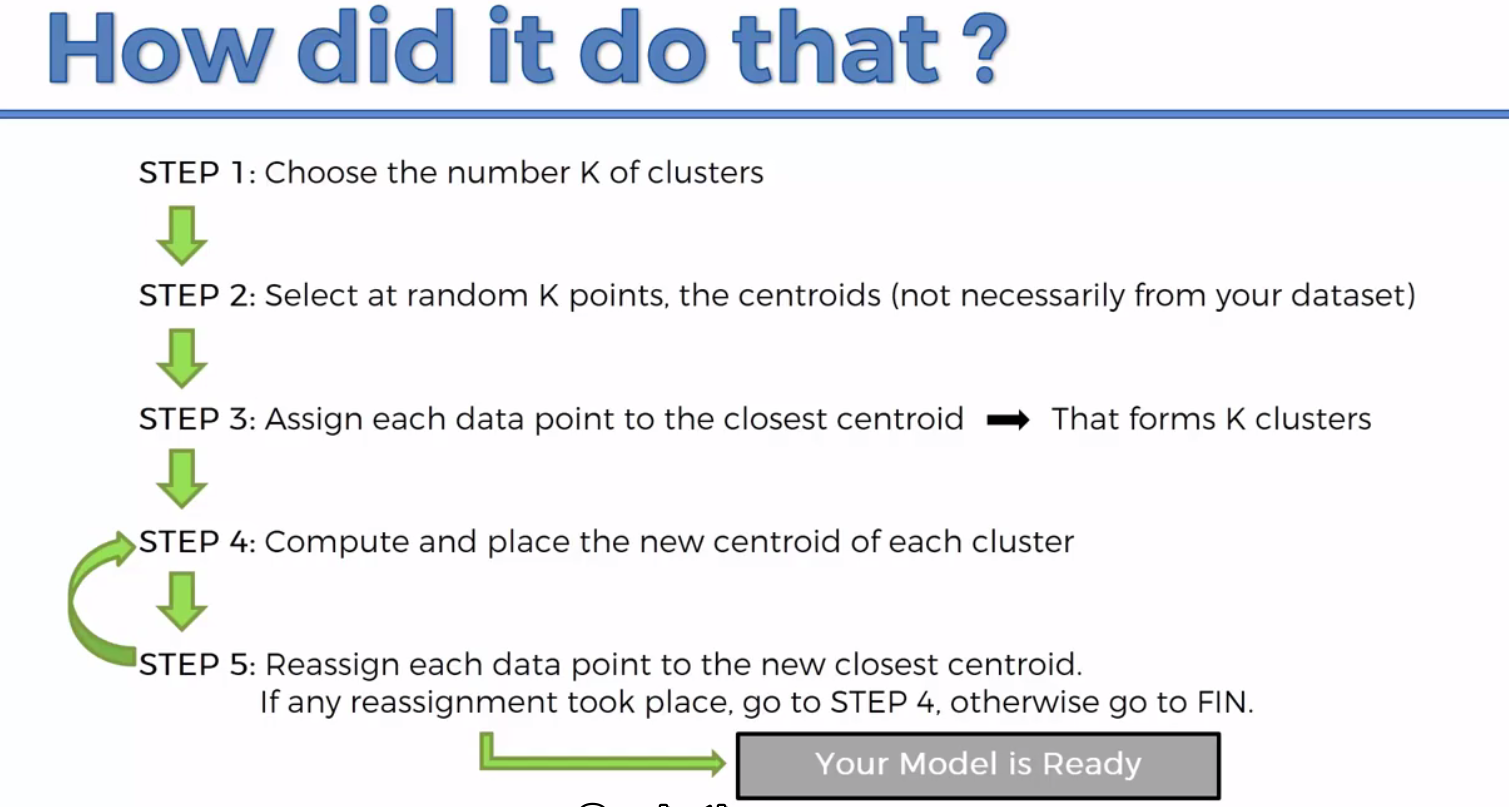 How did it do that ?
STEP 1: Choose the number K of clusters
STEP 2: Select at random K points, the centroids (not necessarily from your dataset)
STEP 3: Assign each data point to the closest centroid ➡ That forms K clusters
STEP 4: Compute and place the new centroid of each cluster
STEP 5: Reassign each data point to the new closest centroid.
If any reassignment took place, go to STEP 4, otherwise go to FIN.
Your Model is Ready